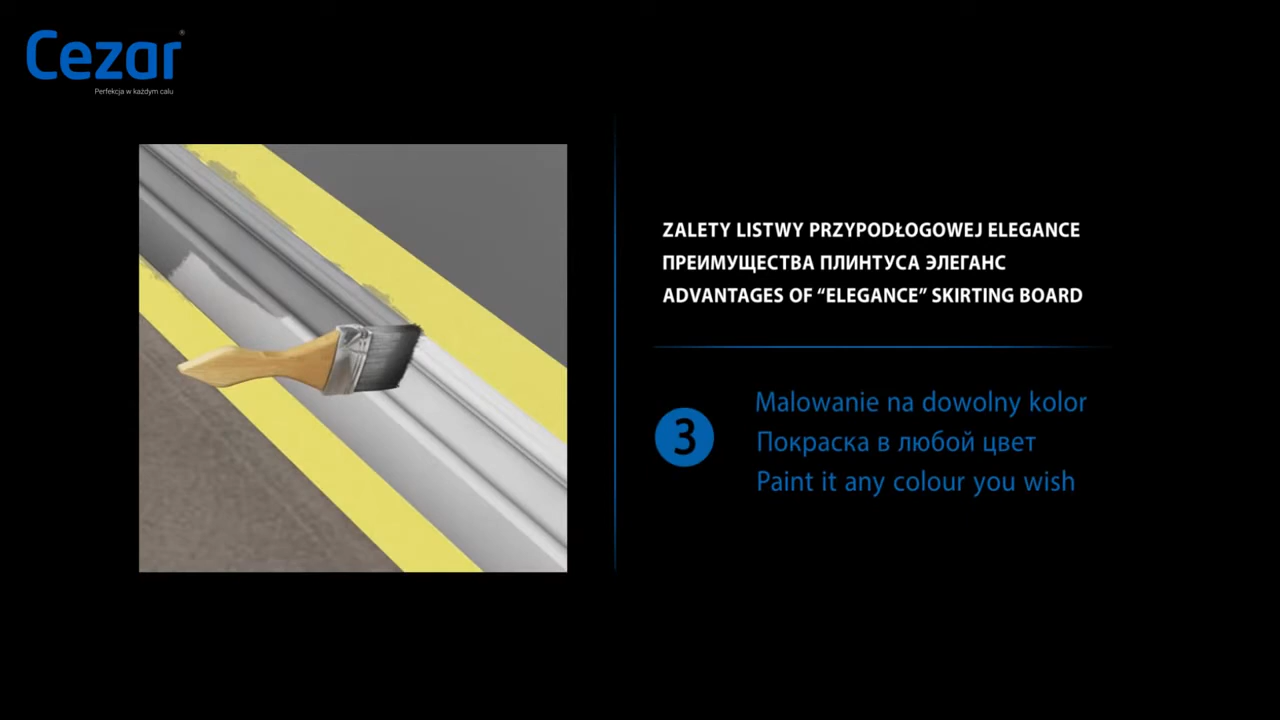 Cezar®
Perfekcja w każdym calu
ZALETY LISTWY PRZYPODŁOGOWEJ ELEGANCE
ПРЕИМУЩЕСТВА ПЛИНТУСА ЭЛЕГАНС
ADVANTAGES OF “ELEGANCE” SKIRTING BOARD
3
Malowanie na dowolny kolor
Покраска в любой цвет
Paint it any colour you wish